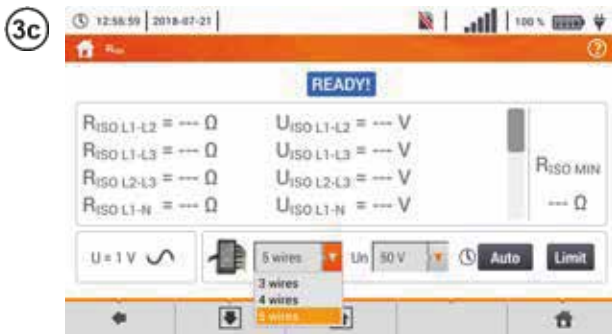 3c
12:56:59 2018-07-21 100 %
RISO
READY!
RISO L1-L2 = --- Ω UISO L1-L2 = --- V
RISO L1-L3 = --- Ω UISO L1-L3 = --- V
RISO L2-L3 = --- Ω UISO L2-L3 = --- V
RISO L1-N = --- Ω UISO L1-N = --- V
RISO MIN
--- Ω
U = 1 V 5 wires Un 50 V Auto Limit
3 wires
4 wires
5 wires